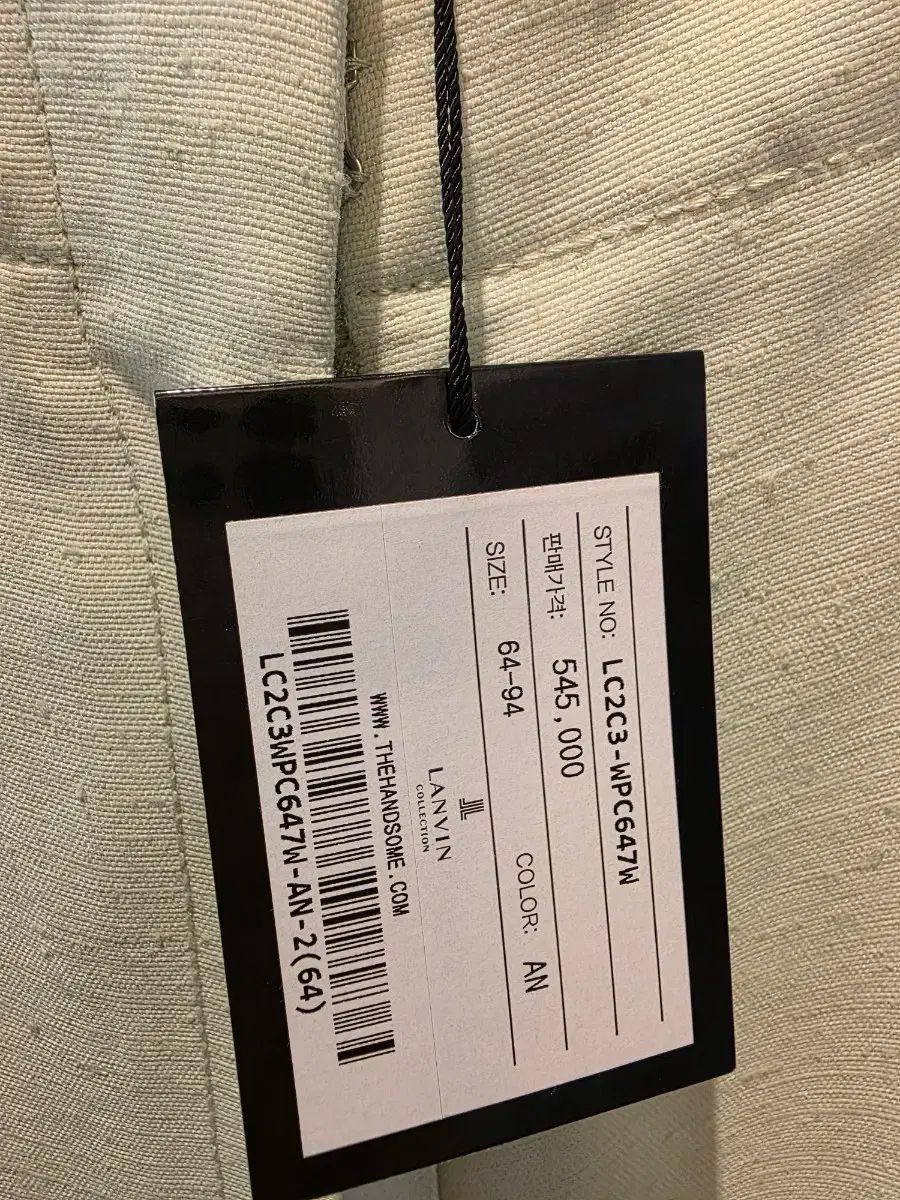 STYLE NO: LC2C3-WPC647W
판매가격: 545,000
SIZE: 64-94 COLOR: AN
LANVIN
COLLECTION
WWW.THEHANDSOME.COM
LC2C3WPC647W-AN-2(64)